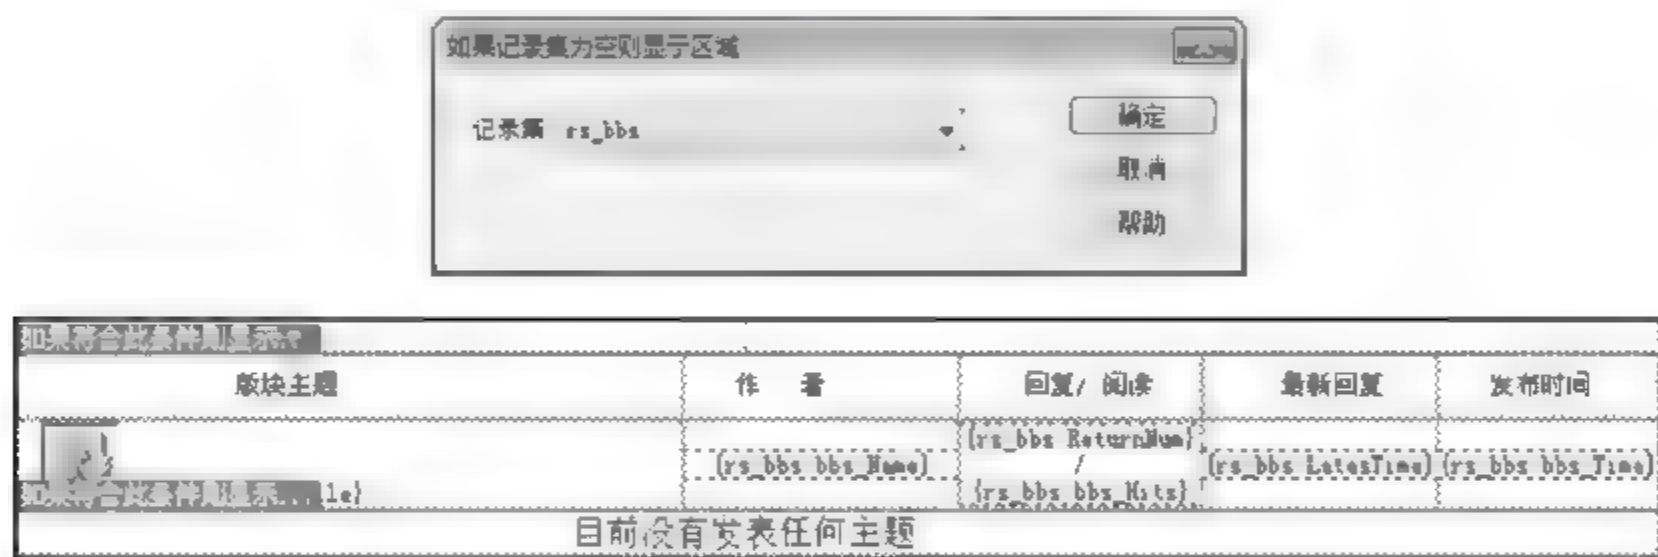 如果记录集为空则显示区域
记录集 rs_bbs
确定
取消
帮助
如果符合此条件则显示
版块主题 作 者 回复/ 阅读 最新回复 发布时间
{rs_bbs ReturnNum}
{rs_bbs bbs_Name} / {rs_bbs LatesTime} {rs_bbs bbs_Time}
如果符合此条件则显示...le} {rs_bbs bbs_Hits}
目前没有发表任何主题